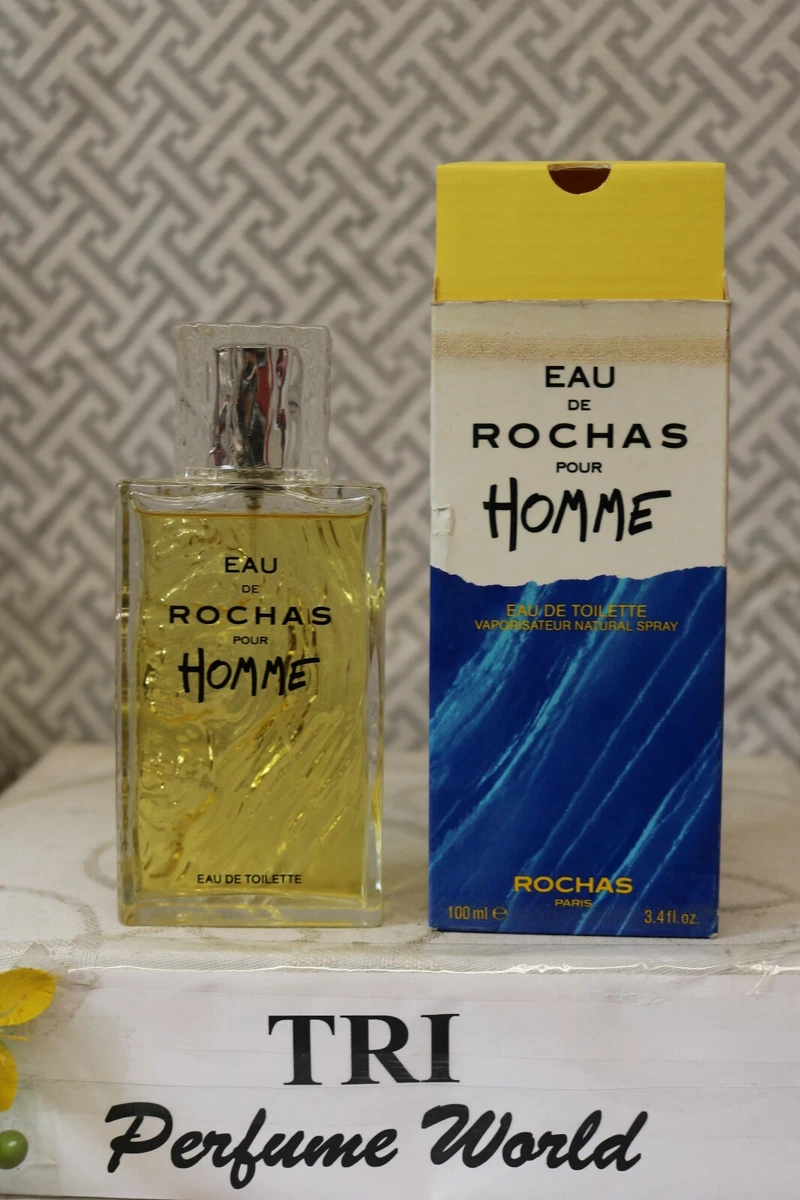 EAU
DE
ROCHAS
POUR
HOMME
EAU DE TOILETTE
EAU
DE
ROCHAS
POUR
HOMME
EAU DE TOILETTE
VAPORISATEUR NATURAL SPRAY
ROCHAS
PARIS
100 ml ℮ 3.4 fl.oz.
TRI
Perfume World